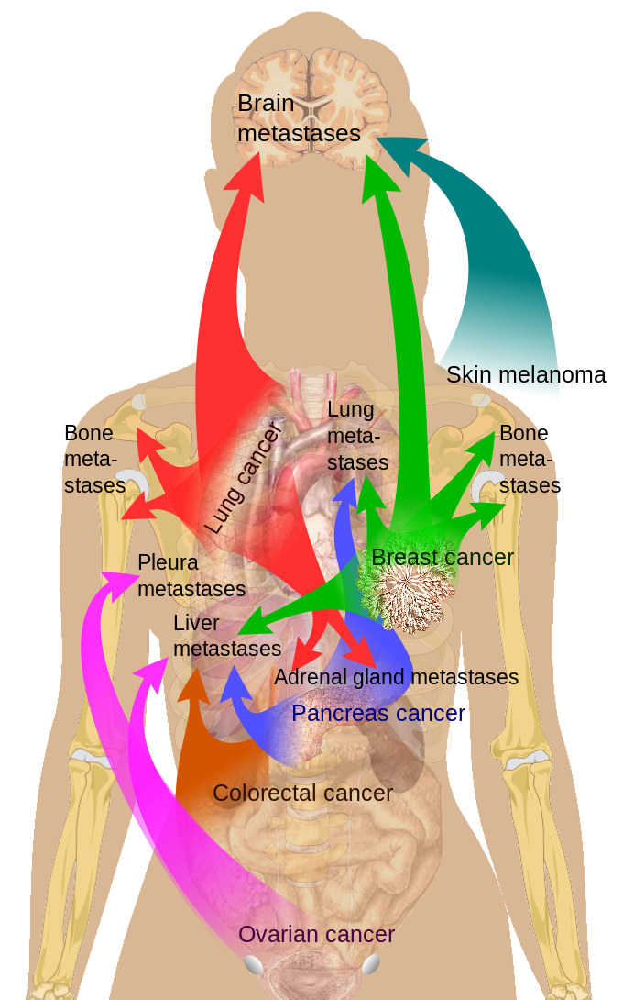 Brain
metastases
Skin melanoma
Lung
meta-
stases
Bone
meta-
stases
Bone
meta-
stases
Lung cancer
Breast cancer
Pleura
metastases
Liver
metastases
Adrenal gland metastases
Pancreas cancer
Colorectal cancer
Ovarian cancer